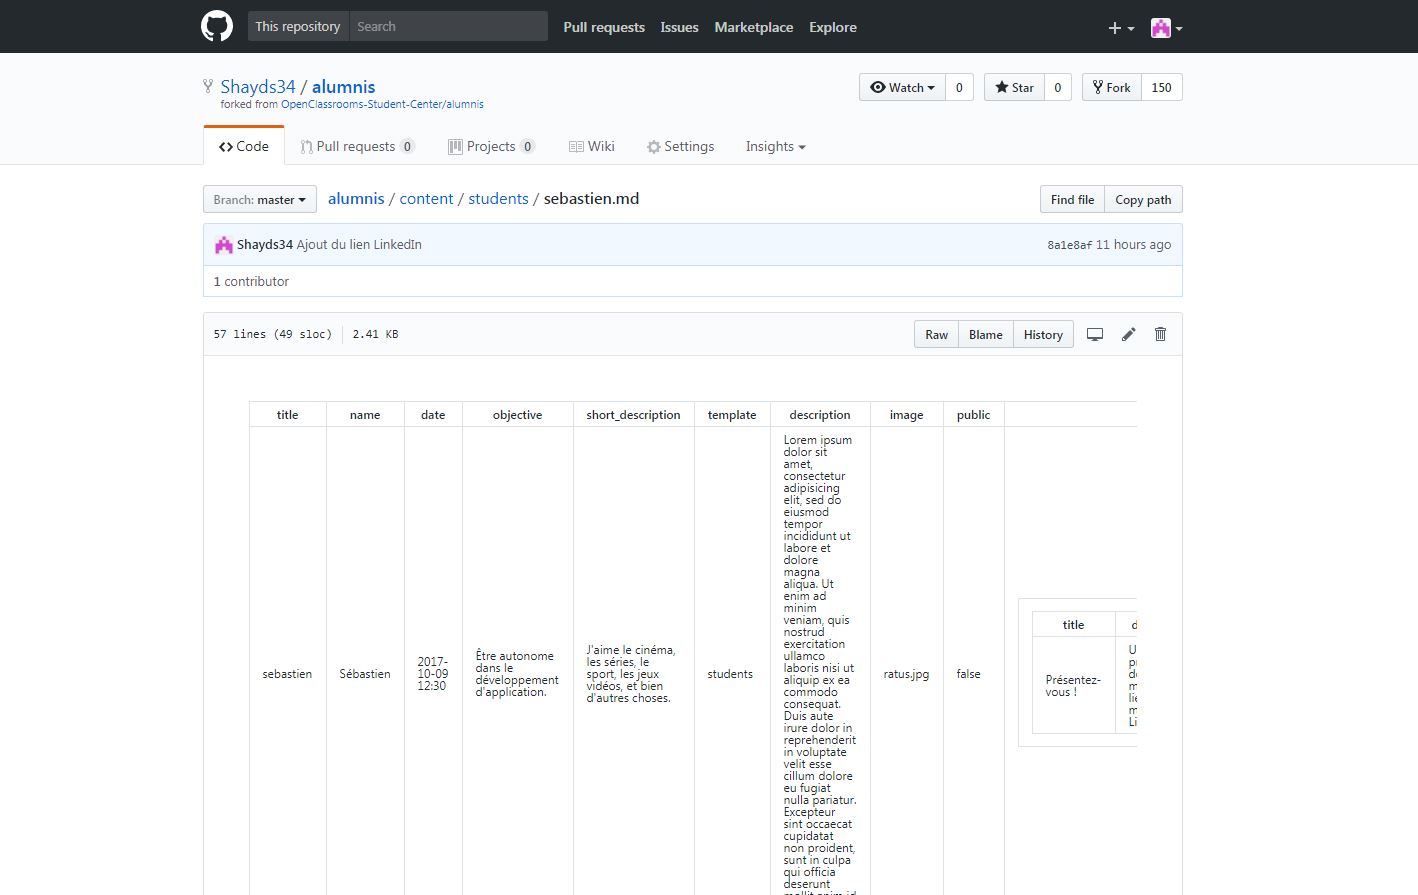 This repository Search Pull requests Issues Marketplace Explore
Shayds34 / alumnis Watch 0 Star 0 Fork 150
forked from OpenClassrooms-Student-Center/alumnis
Code Pull requests 0 Projects 0 Wiki Settings Insights
Branch: master alumnis / content / students / sebastien.md Find file Copy path
Shayds34 Ajout du lien LinkedIn 8a1e8af 11 hours ago
1 contributor
57 lines (49 sloc) 2.41 KB Raw Blame History
title name date objective short_description template description image public
sebastien
Sébastien
2017-
10-09
12:30
Être autonome
dans le
développement
d'application.
J'aime le cinéma,
les séries, le
sport, les jeux
vidéos, et bien
d'autres choses.
students
Lorem ipsum
dolor sit
amet,
consectetur
adipisicing
elit, sed do
eiusmod
tempor
incididunt ut
labore et
dolore
magna
aliqua. Ut
enim ad
minim
veniam, quis
nostrud
exercitation
ullamco
laboris nisi ut
aliquip ex ea
commodo
consequat.
Duis aute
irure dolor in
reprehenderit
in voluptate
velit esse
cillum dolore
eu fugiat
nulla pariatur.
Excepteur
sint occaecat
cupidatat
non proident,
sunt in culpa
qui officia
deserunt
ratus.jpg
false
title
Présentez-
vous !